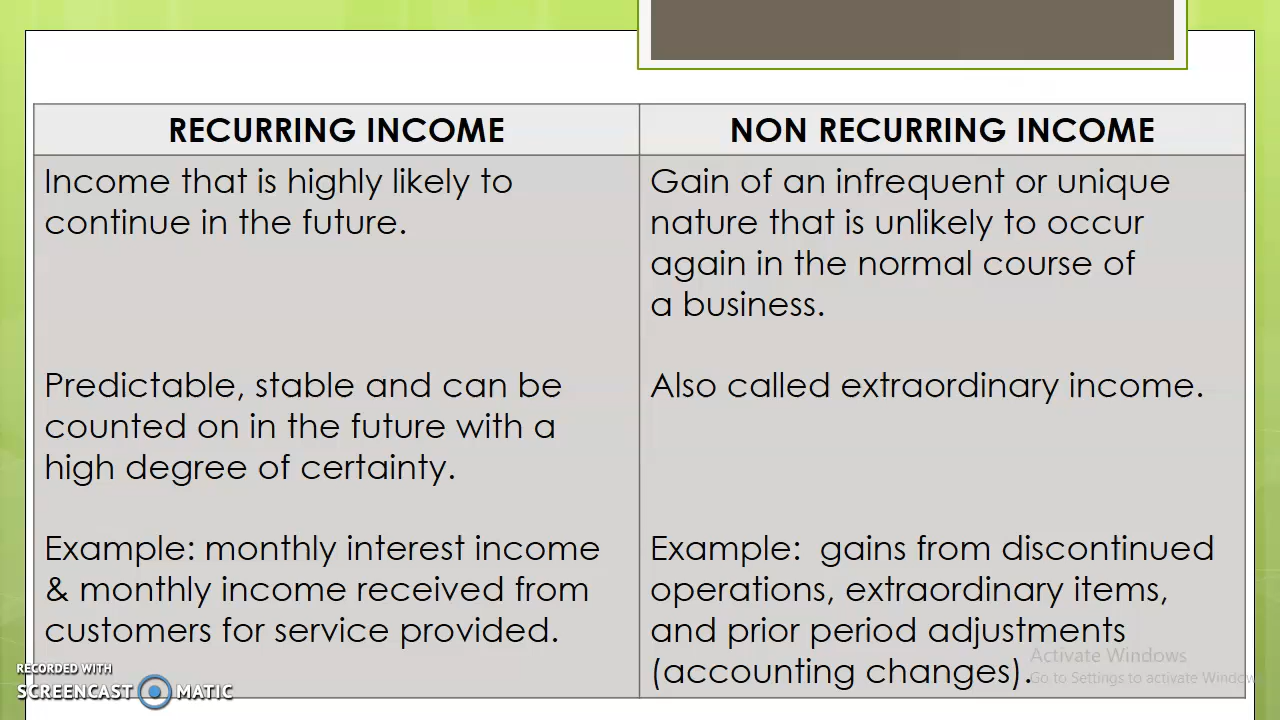 RECURRING INCOME
NON RECURRING INCOME
Income that is highly likely to
continue in the future.
Gain of an infrequent or unique
nature that is unlikely to occur
again in the normal course of
a business.
Predictable, stable and can be
counted on in the future with a
high degree of certainty.
Also called extraordinary income.
Example: monthly interest income
& monthly income received from
customers for service provided.
Example:  gains from discontinued
operations, extraordinary items,
and prior period adjustments
(accounting changes).
Activate Windows
Go to Settings to activate Windows
RECORDED WITH
SCREENCAST MATIC